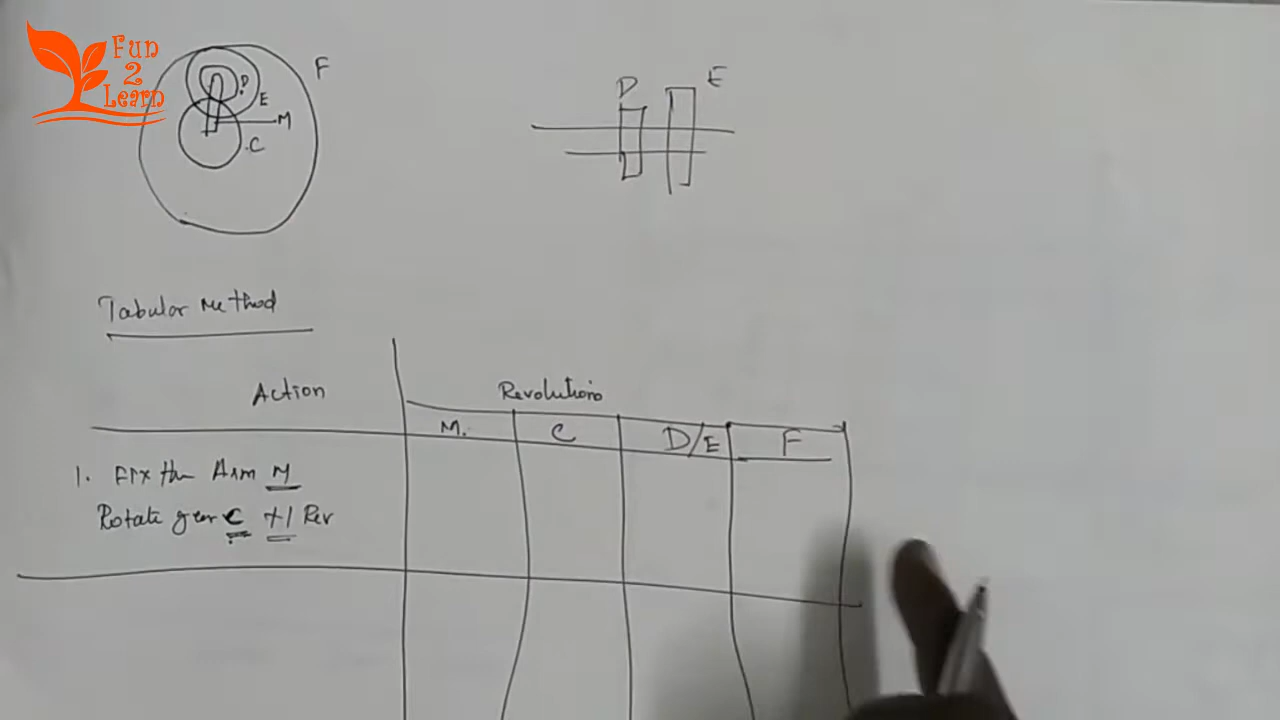 Fun
2
Learn
F
D
E
M
C
D
E
Tabular Method
Action
Revolutions
M.
C
D/E
F
1. Fix the Arm M
Rotate gear C +1 Rev